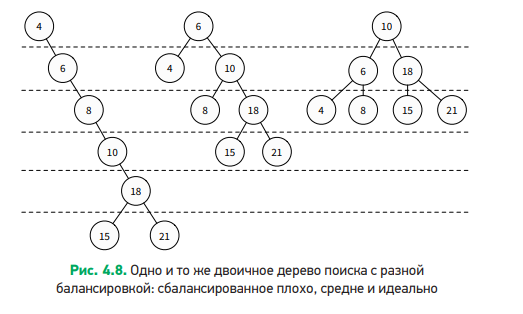 4 6 10
6 4 10 6 18
8 8 18 4 8 15 21
10 15 21
18
15 21
Рис. 4.8. Одно и то же двоичное дерево поиска с разной
балансировкой: сбалансированное плохо, средне и идеально